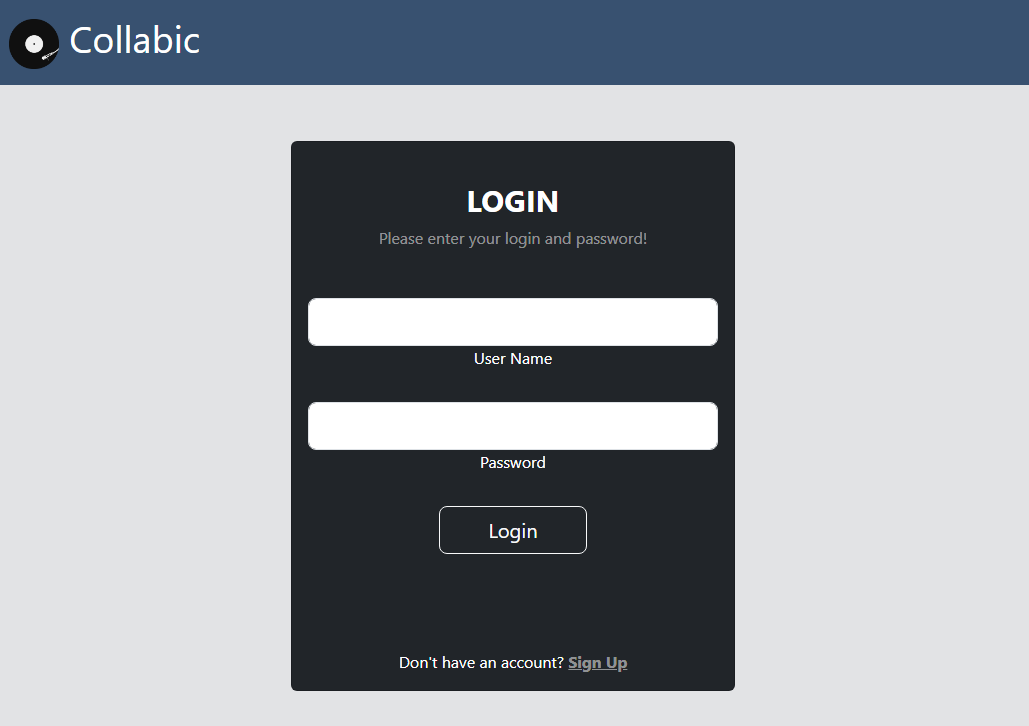 Collabic
LOGIN
Please enter your login and password!
User Name
Password
Login
Don't have an account? Sign Up